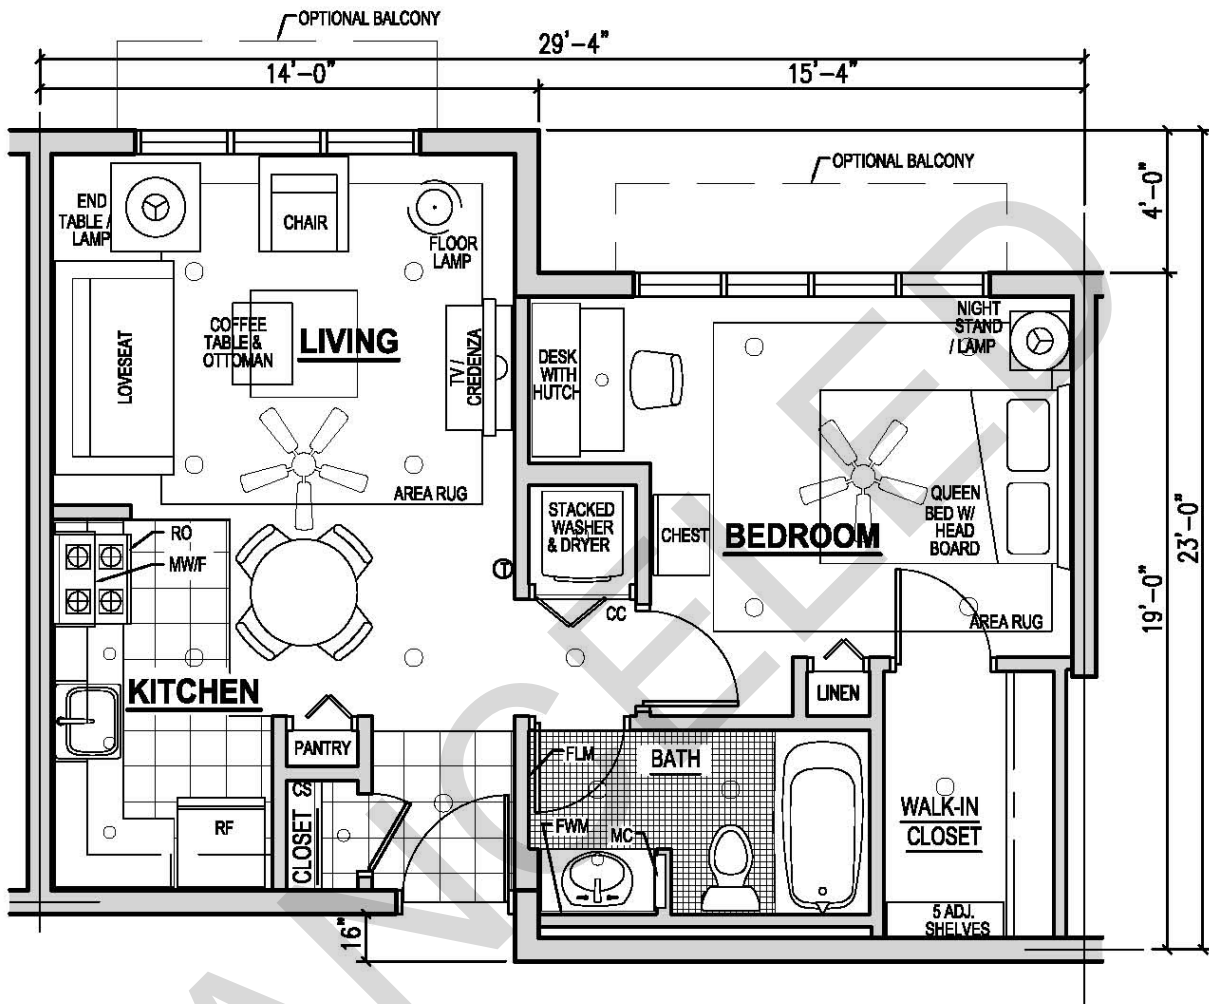 OPTIONAL BALCONY
29'-4"
14'-0"
15'-4"
OPTIONAL BALCONY
4'-0"
END
TABLE /
LAMP
CHAIR
FLOOR
LAMP
NIGHT
STAND
/ LAMP
LOVESEAT
COFFEE
TABLE &
OTTOMAN
LIVING
TV /
CREDENZA
DESK
WITH
HUTCH
AREA RUG
QUEEN
BED W/
HEAD
BOARD
STACKED
WASHER
& DRYER
CHEST
BEDROOM
RO
MW/F
T
CC
AREA RUG
23'-0"
19'-0"
KITCHEN
LINEN
PANTRY
FLM
BATH
CS
CLOSET
RF
FWM
MC
WALK-IN
CLOSET
5 ADJ.
SHELVES
16"
CANCELED